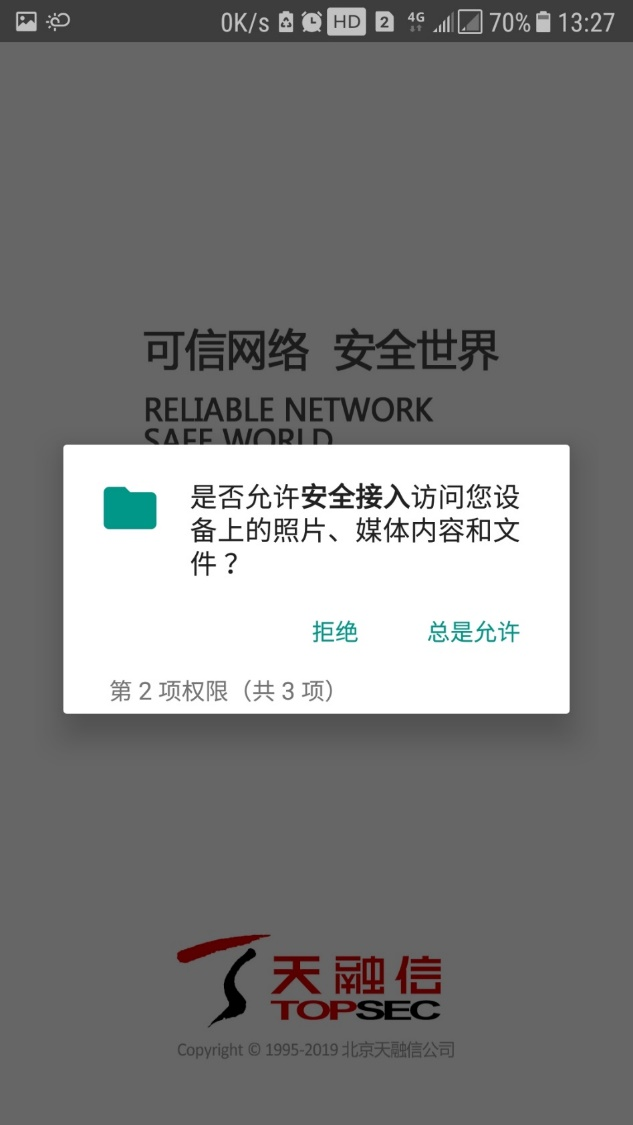 0K/s HD 2 4G 70% 13:27
可信网络 安全世界
RELIABLE NETWORK
SAFE WORLD
是否允许安全接入访问您设
备上的照片、媒体内容和文
件？
拒绝 总是允许
第 2 项权限（共 3 项）
天融信
TOPSEC
Copyright © 1995-2019 北京天融信公司